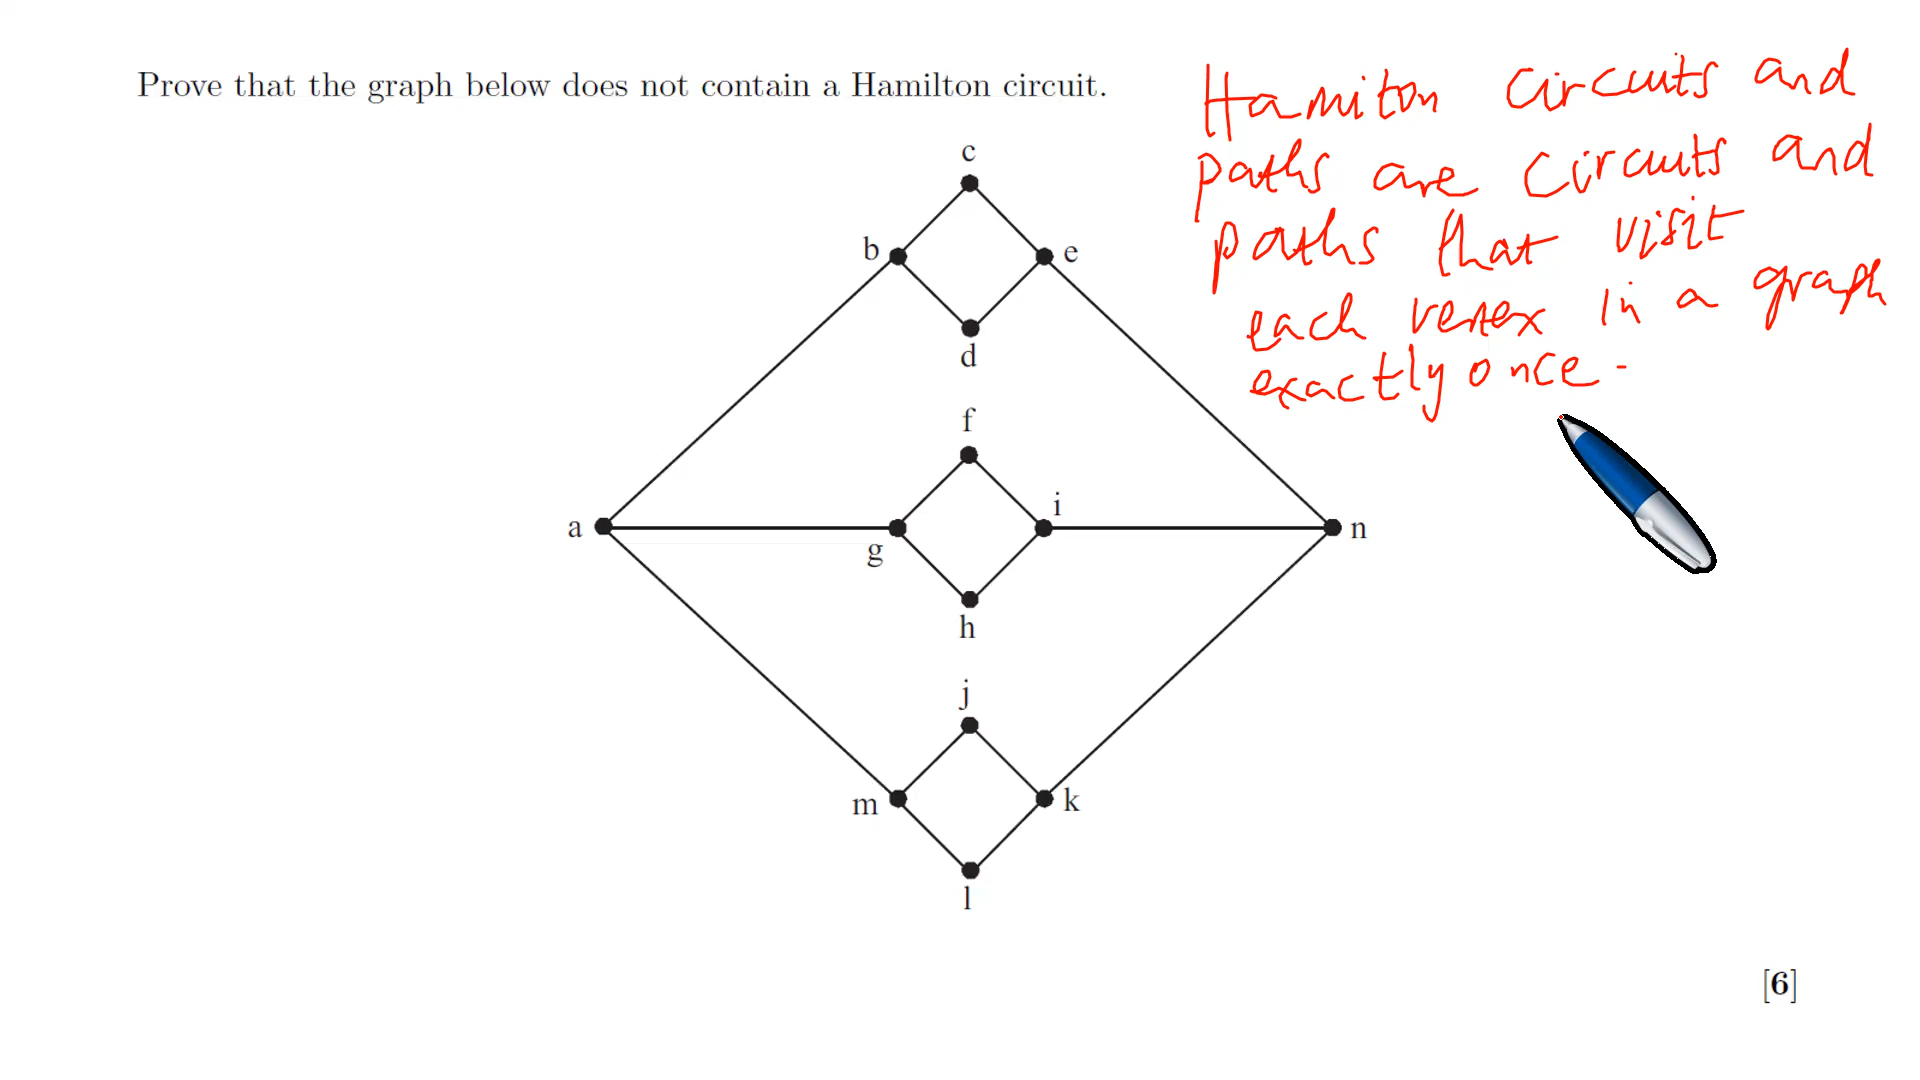 Prove that the graph below does not contain a Hamilton circuit.
Hamiton circuits and
paths are circuits and
paths that visit
each vertex in a graph
exactly once.
c
b
e
d
f
a
g
i
n
h
j
m
k
l
[6]